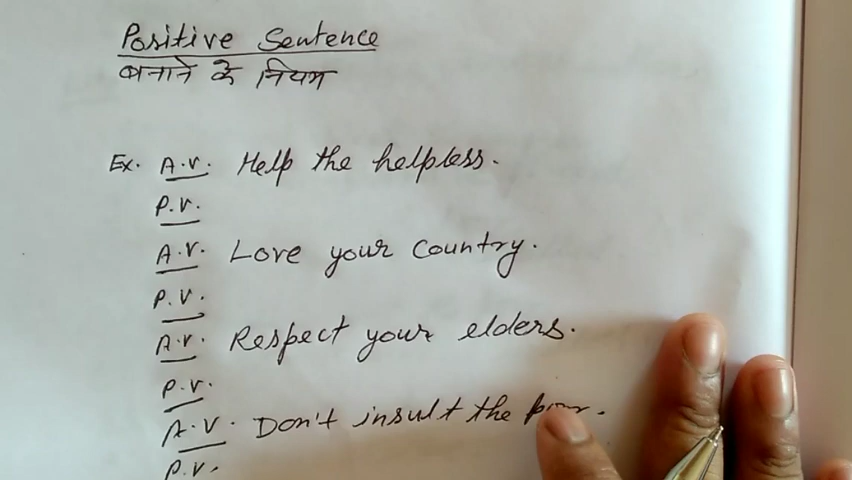 Positive Sentence
बनाने के नियम
Ex. A.V. Help the helpless.
P.V.
A.V. Love your country.
P.V.
A.V. Respect your elders.
P.V.
A.V. Don't insult the
P.V.